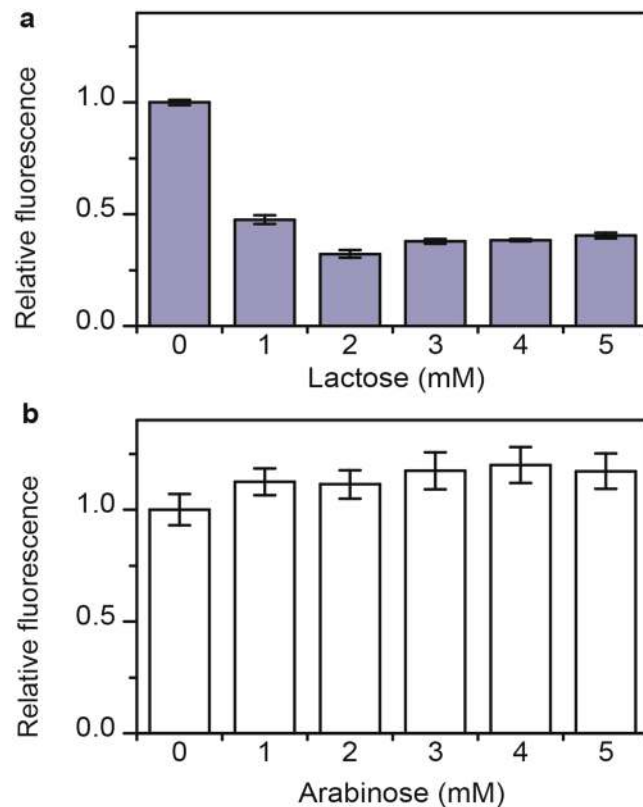 a
Relative fluorescence
1.0
0.5
0.0
0 1 2 3 4 5
Lactose (mM)
b
Relative fluorescence
1.0
0.5
0.0
0 1 2 3 4 5
Arabinose (mM)